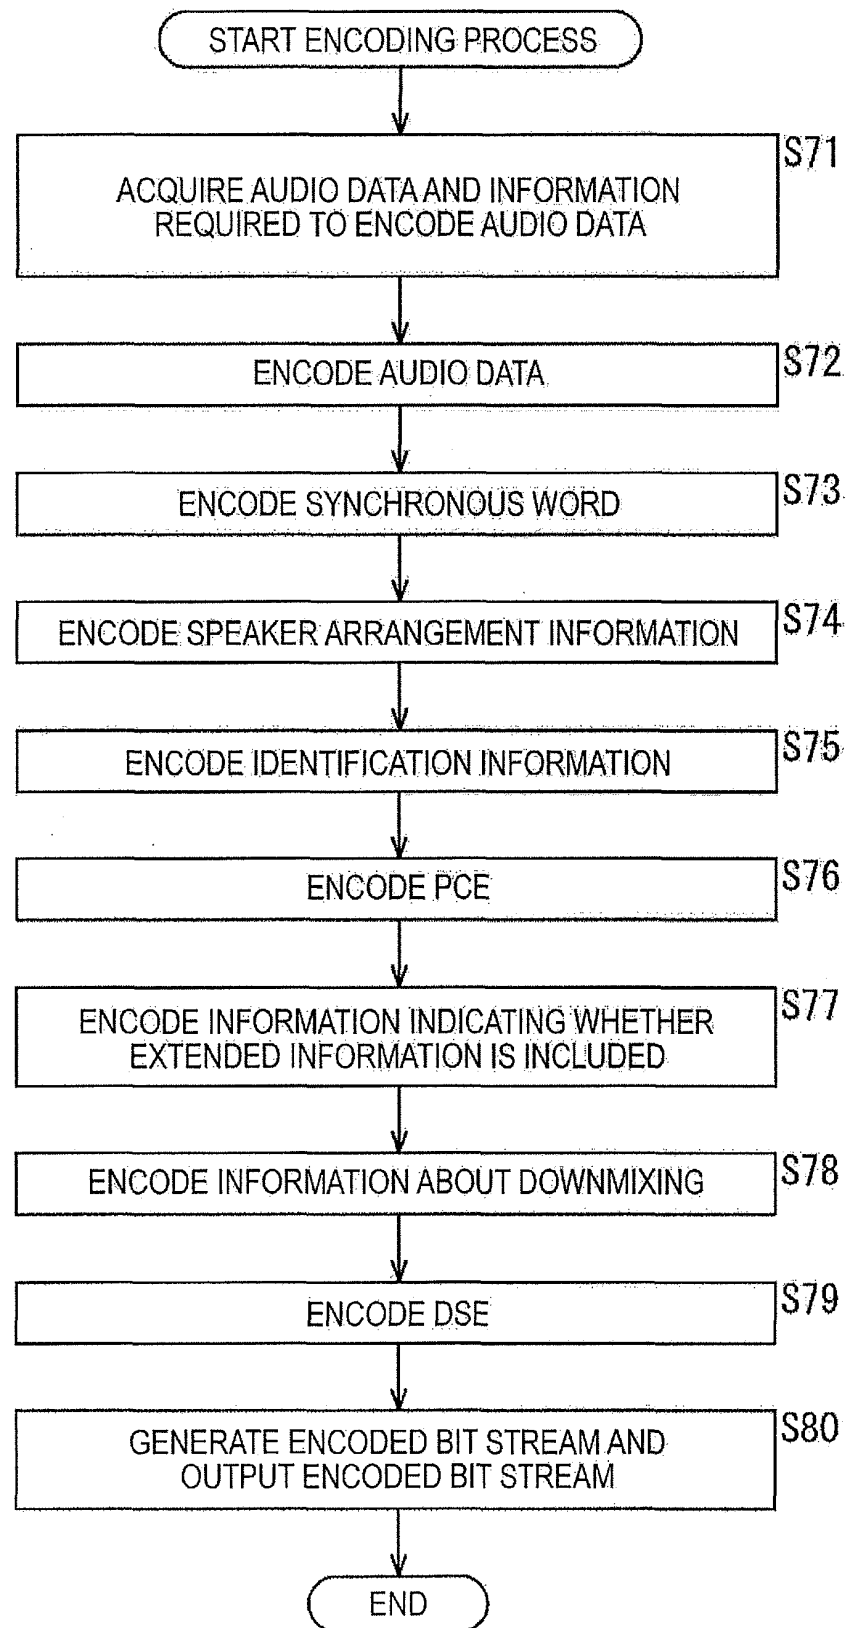 START ENCODING PROCESS
S71
ACQUIRE AUDIO DATA AND INFORMATION
REQUIRED TO ENCODE AUDIO DATA
S72
ENCODE AUDIO DATA
S73
ENCODE SYNCHRONOUS WORD
S74
ENCODE SPEAKER ARRANGEMENT INFORMATION
S75
ENCODE IDENTIFICATION INFORMATION
S76
ENCODE PCE
S77
ENCODE INFORMATION INDICATING WHETHER
EXTENDED INFORMATION IS INCLUDED
S78
ENCODE INFORMATION ABOUT DOWNMIXING
S79
ENCODE DSE
S80
GENERATE ENCODED BIT STREAM AND
OUTPUT ENCODED BIT STREAM
END